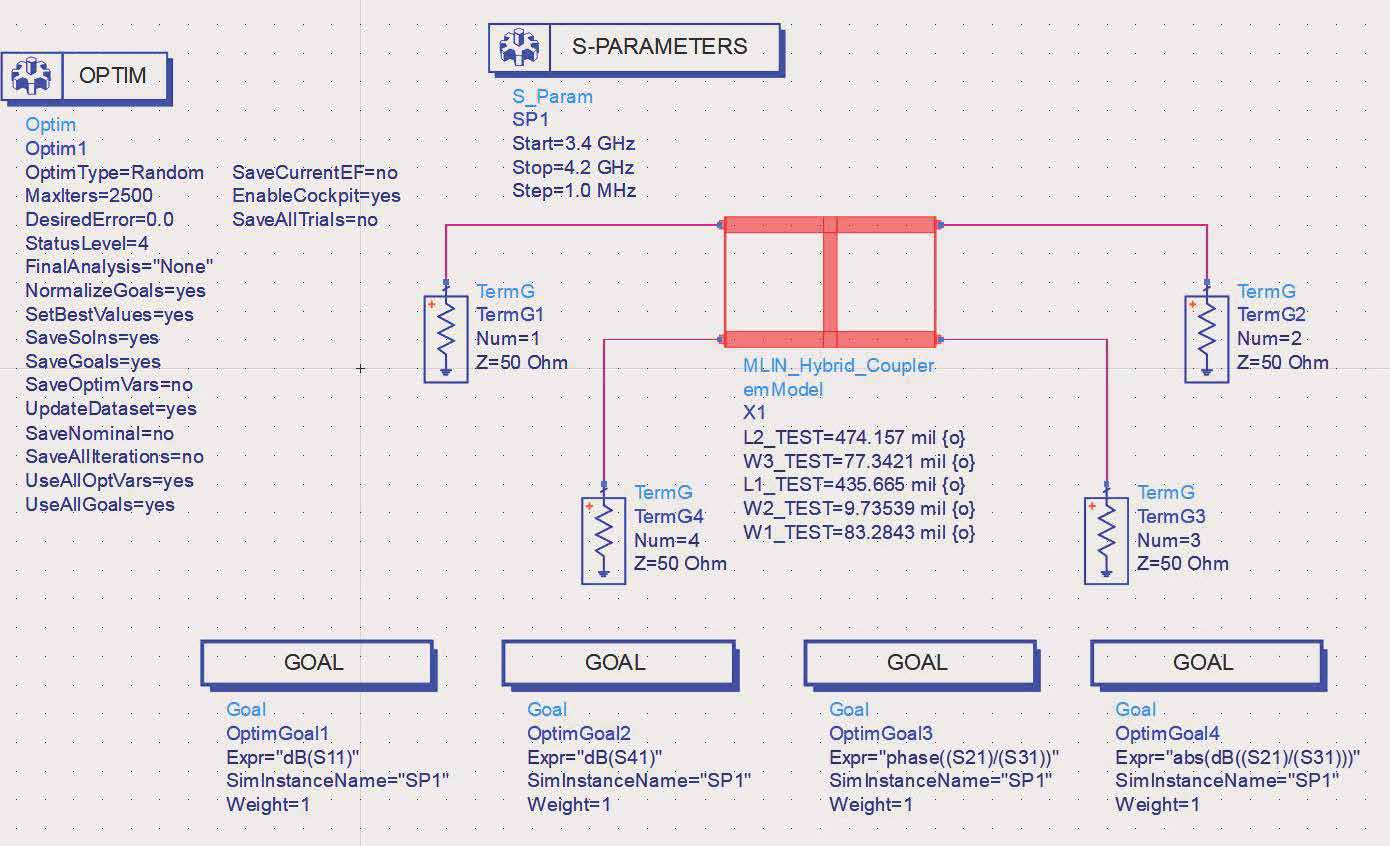 S-PARAMETERS
S_Param
SP1
Start=3.4 GHz
Stop=4.2 GHz
Step=1.0 MHz
OPTIM
Optim
Optim1
OptimType=Random
MaxIters=2500
DesiredError=0.0
StatusLevel=4
FinalAnalysis="None"
NormalizeGoals=yes
SetBestValues=yes
SaveSolns=yes
SaveGoals=yes
SaveOptimVars=no
UpdateDataset=yes
SaveNominal=no
SaveAllIterations=no
UseAllOptVars=yes
UseAllGoals=yes
SaveCurrentEF=no
EnableCockpit=yes
SaveAllTrials=no
TermG
TermG1
Num=1
Z=50 Ohm
TermG
TermG2
Num=2
Z=50 Ohm
MLIN_Hybrid_Coupler
emModel
X1
L2_TEST=474.157 mil {o}
W3_TEST=77.3421 mil {o}
L1_TEST=435.665 mil {o}
W2_TEST=9.73539 mil {o}
W1_TEST=83.2843 mil {o}
TermG
TermG4
Num=4
Z=50 Ohm
TermG
TermG3
Num=3
Z=50 Ohm
GOAL
Goal
OptimGoal1
Expr="dB(S11)"
SimInstanceName="SP1"
Weight=1
GOAL
Goal
OptimGoal2
Expr="dB(S41)"
SimInstanceName="SP1"
Weight=1
GOAL
Goal
OptimGoal3
Expr="phase((S21)/(S31))"
SimInstanceName="SP1"
Weight=1
GOAL
Goal
OptimGoal4
Expr="abs(dB((S21)/(S31)))"
SimInstanceName="SP1"
Weight=1